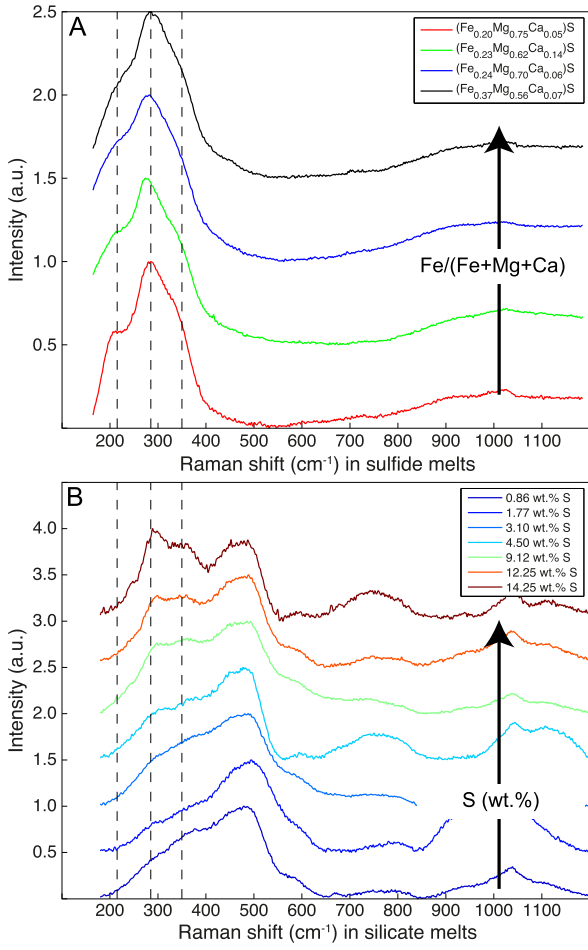 A
(Fe0.20Mg0.75Ca0.05)S
(Fe0.23Mg0.62Ca0.14)S
(Fe0.24Mg0.70Ca0.06)S
(Fe0.37Mg0.56Ca0.07)S
2.5
2.0
1.5
1.0
0.5
Intensity (a.u.)
Fe/(Fe+Mg+Ca)
200 300 400 500 600 700 800 900 1000 1100
Raman shift (cm⁻¹) in sulfide melts
B
0.86 wt.% S
1.77 wt.% S
3.10 wt.% S
4.50 wt.% S
9.12 wt.% S
12.25 wt.% S
14.25 wt.% S
4.0
3.5
3.0
2.5
2.0
1.5
1.0
0.5
Intensity (a.u.)
S (wt.%)
200 300 400 500 600 700 800 900 1000 1100
Raman shift (cm⁻¹) in silicate melts